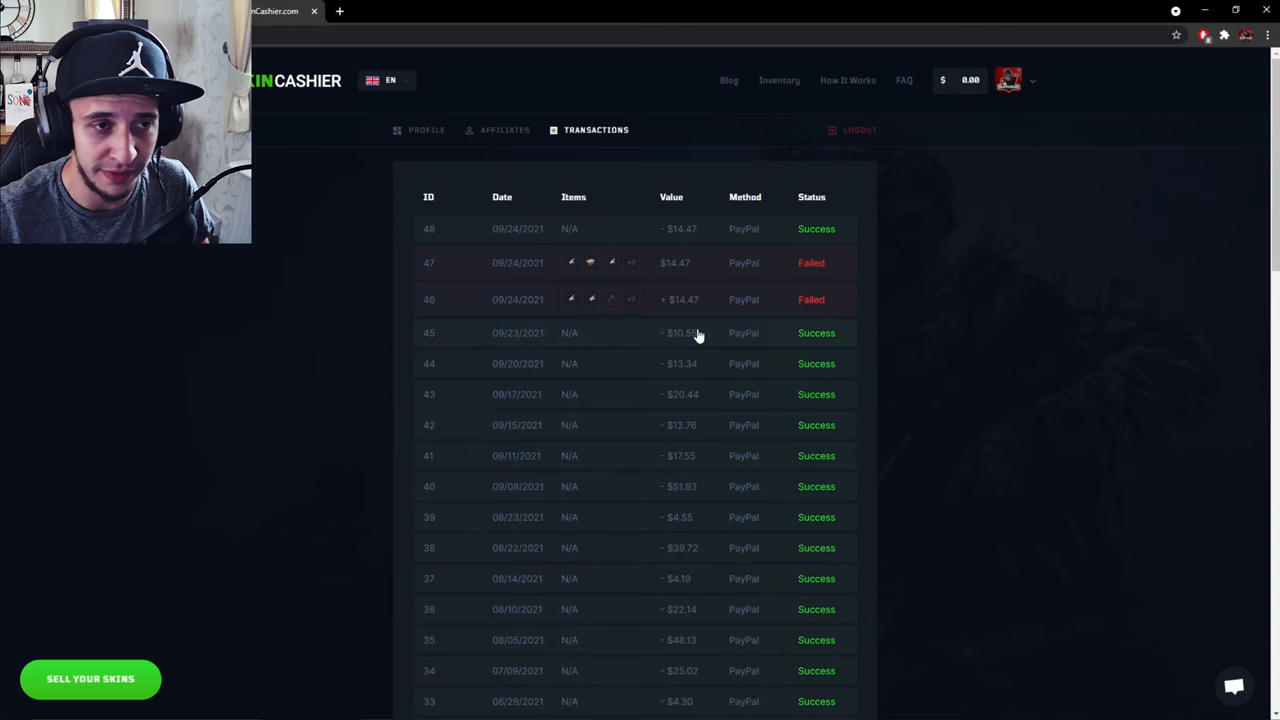 nCashier.com
INCASHIER EN Blog Inventory How It Works FAQ $ 0.00
PROFILE AFFILIATES TRANSACTIONS LOGOUT
ID Date Items Value Method Status
48 09/24/2021 N/A - $14.47 PayPal Success
47 09/24/2021 +7 $14.47 PayPal Failed
46 09/24/2021 +7 + $14.47 PayPal Failed
45 09/23/2021 N/A - $10.55 PayPal Success
44 09/20/2021 N/A - $13.34 PayPal Success
43 09/17/2021 N/A - $20.44 PayPal Success
42 09/15/2021 N/A - $12.76 PayPal Success
41 09/11/2021 N/A - $17.55 PayPal Success
40 09/08/2021 N/A - $51.93 PayPal Success
39 08/23/2021 N/A - $4.55 PayPal Success
38 08/22/2021 N/A - $39.72 PayPal Success
37 08/14/2021 N/A - $4.19 PayPal Success
36 08/10/2021 N/A - $22.14 PayPal Success
35 08/05/2021 N/A - $48.13 PayPal Success
34 07/09/2021 N/A - $25.02 PayPal Success
33 06/29/2021 N/A - $4.30 PayPal Success
SELL YOUR SKINS